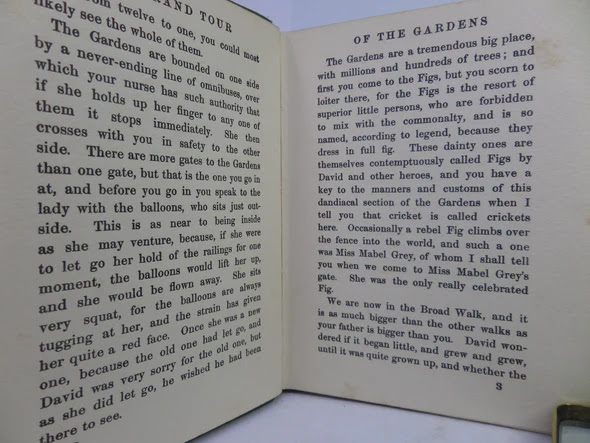 RAND TOUR
from twelve to one, you could most
likely see the whole of them.
The Gardens are bounded on one side
by a never-ending line of omnibuses, over
which your nurse has such authority that
if she holds up her finger to any one of
them it stops immediately. She then
crosses with you in safety to the other
side. There are more gates to the Gardens
than one gate, but that is the one you go in
at, and before you go in you speak to the
lady with the balloons, who sits just out-
side. This is as near to being inside
as she may venture, because, if she were
to let go her hold of the railings for one
moment, the balloons would lift her up,
and she would be flown away. She sits
very squat, for the balloons are always
tugging at her, and the strain has given
her quite a red face. Once she was a new
one, because the old one had let go, and
David was very sorry for the old one, but
as she did let go, he wished he had been
there to see.
OF THE GARDENS
The Gardens are a tremendous big place,
with millions and hundreds of trees; and
first you come to the Figs, but you scorn to
loiter there, for the Figs is the resort of
superior little persons, who are forbidden
to mix with the commonalty, and is so
named, according to legend, because they
dress in full fig. These dainty ones are
themselves contemptuously called Figs by
David and other heroes, and you have a
key to the manners and customs of this
dandiacal section of the Gardens when I
tell you that cricket is called crickets
here. Occasionally a rebel Fig climbs over
the fence into the world, and such a one
was Miss Mabel Grey, of whom I shall tell
you when we come to Miss Mabel Grey's
gate. She was the only really celebrated
Fig.
We are now in the Broad Walk, and it
is as much bigger than the other walks as
your father is bigger than you. David won-
dered if it began little, and grew and grew,
until it was quite grown up, and whether the
3